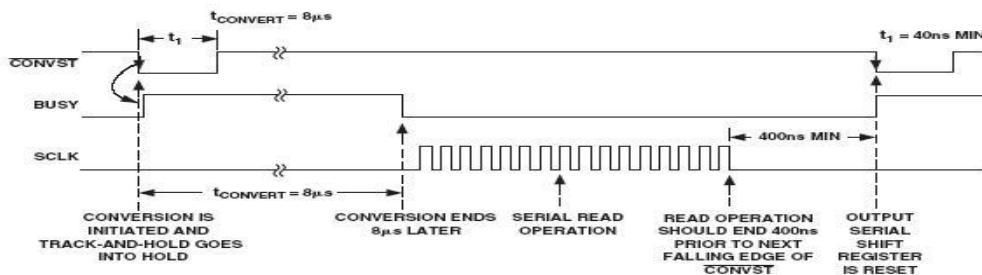 tCONVERT = 8µs
t1
t1 = 40ns MIN
CONVST
BUSY
400ns MIN
SCLK
tCONVERT = 8µs
CONVERSION IS
INITIATED AND
TRACK-AND-HOLD GOES
INTO HOLD
CONVERSION ENDS
8µs LATER
SERIAL READ
OPERATION
READ OPERATION
SHOULD END 400ns
PRIOR TO NEXT
FALLING EDGE OF
CONVST
OUTPUT
SERIAL
SHIFT
REGISTER
IS RESET